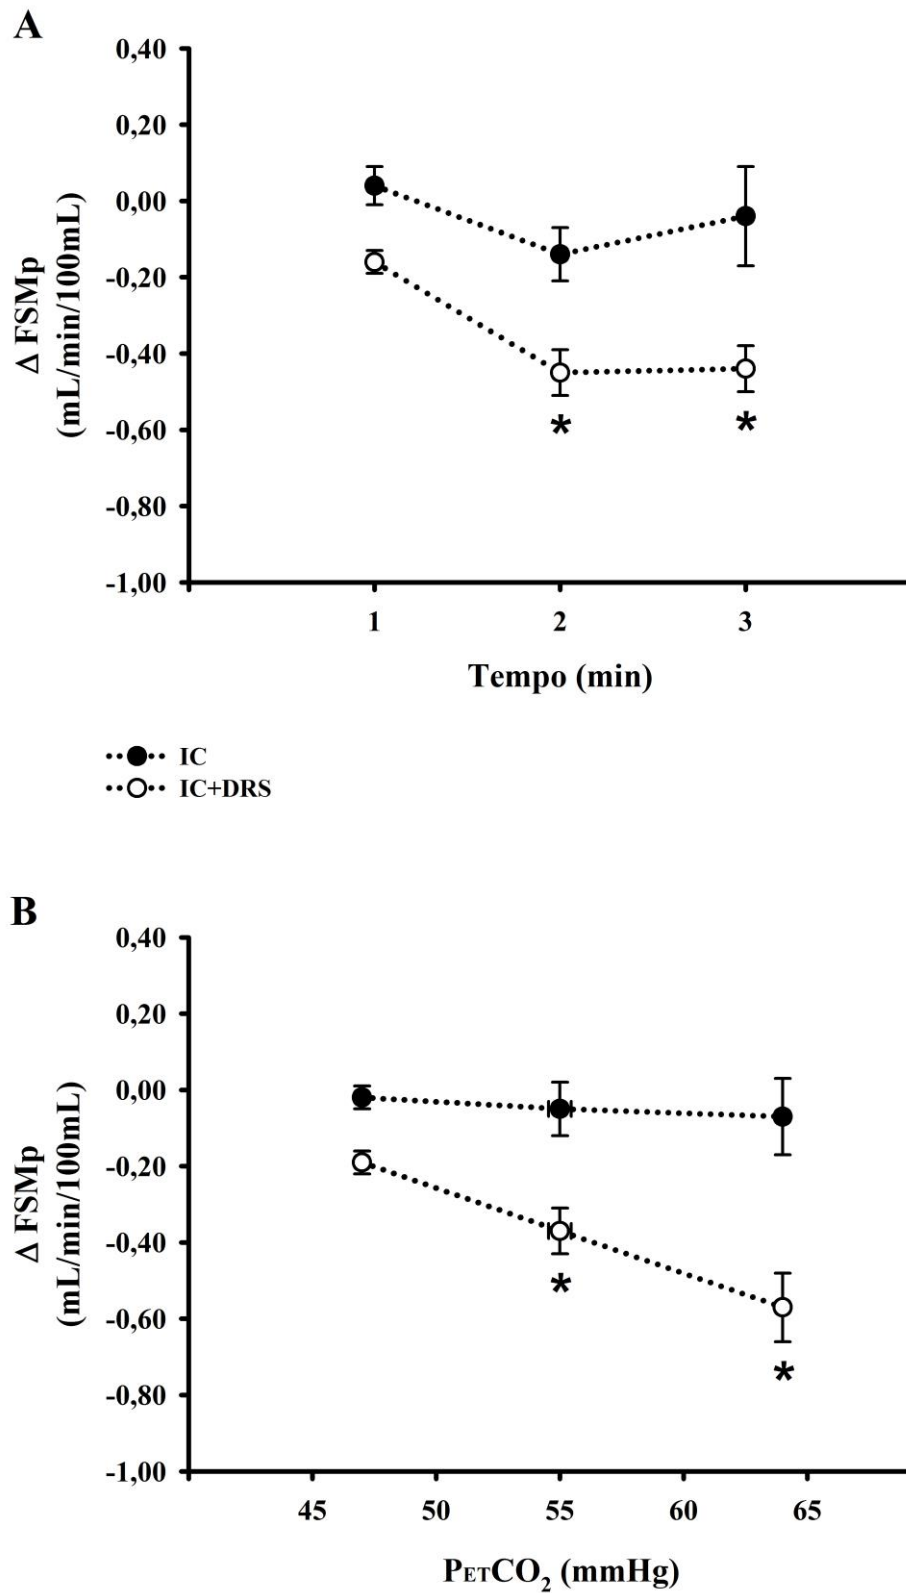 A
0,40
0,20
0,00
-0,20
-0,40
-0,60
-0,80
-1,00
Δ FSMp
(mL/min/100mL)
*
*
1
2
3
Tempo (min)
IC
IC+DRS
B
0,40
0,20
0,00
-0,20
-0,40
-0,60
-0,80
-1,00
Δ FSMp
(mL/min/100mL)
*
*
45
50
55
60
65
PETCO₂ (mmHg)